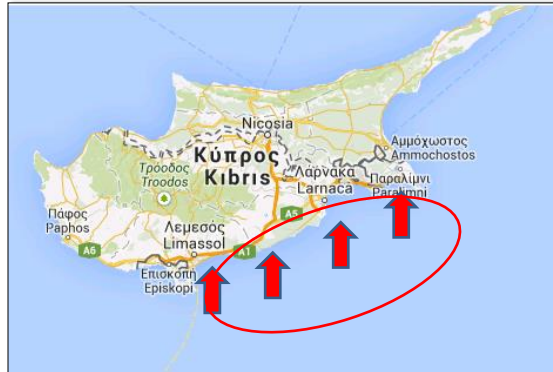 Nicosia
Κύπρος
Kıbrıs
Αμμόχωστος
Ammochostos
Τρόοδος
Troodos
Λάρνακα
Larnaca
Παραλίμνι
Paralimni
Πάφος
Paphos
A6
Λεμεσός
Limassol
A1
A5
Επισκοπή
Episkopi